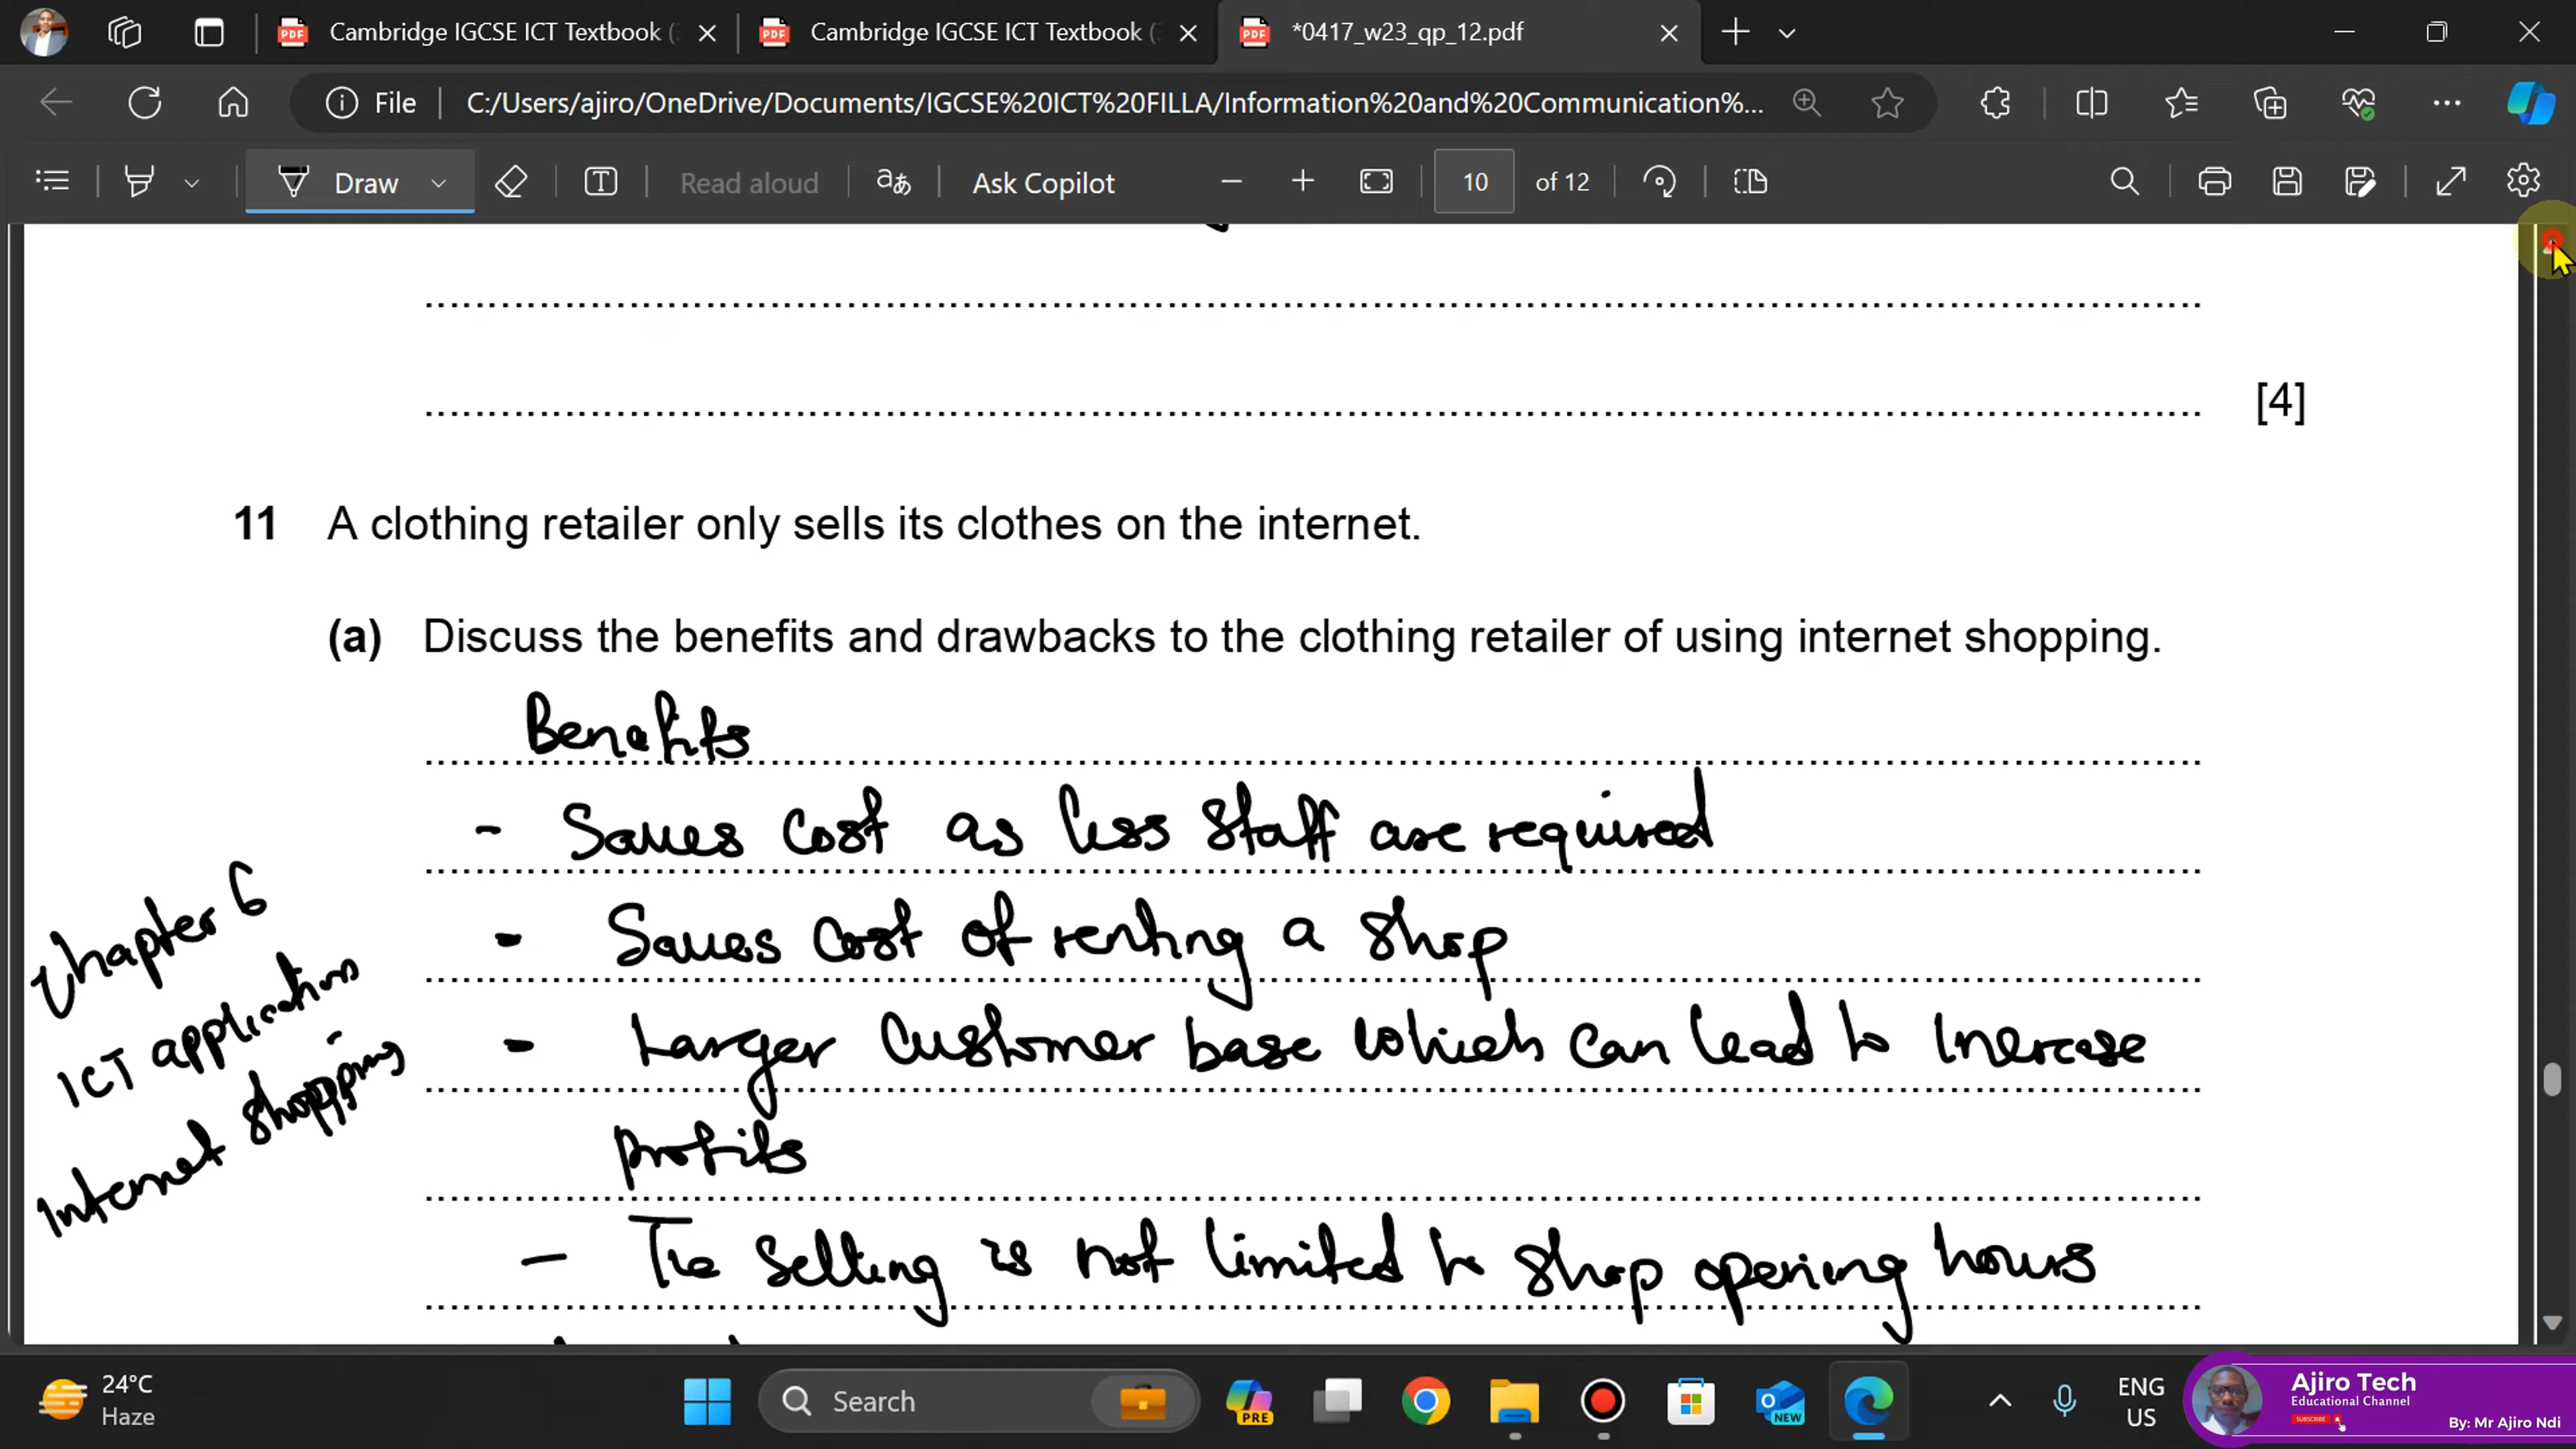 Cambridge IGCSE ICT Textbook (
Cambridge IGCSE ICT Textbook (
*0417_w23_qp_12.pdf
File
C:/Users/ajiro/OneDrive/Documents/IGCSE%20ICT%20FILLA/Information%20and%20Communication%...
Draw
Read aloud
Ask Copilot
10 of 12
[4]
11 A clothing retailer only sells its clothes on the internet.
(a) Discuss the benefits and drawbacks to the clothing retailer of using internet shopping.
Benefits
- Saves cost as less staff are required
- Saves cost of renting a shop
- Larger customer base which can lead to increase
profits
- The selling is not limited to shop opening hours
Chapter 6
ICT applications
Internet shopping
24°C
Haze
Search
PRE
NEW
ENG
US
Ajiro Tech
Educational Channel
SUBSCRIBE
By: Mr Ajiro Ndi